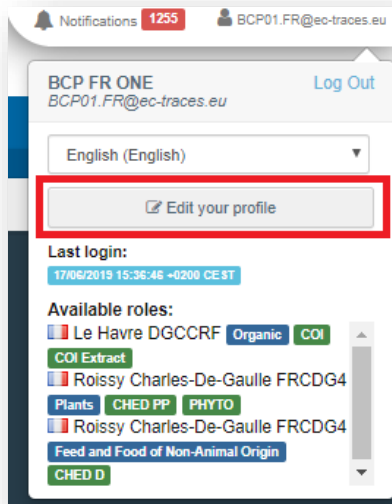 Notifications 1255 BCP01.FR@ec-traces.eu
BCP FR ONE Log Out
BCP01.FR@ec-traces.eu
English (English)
Edit your profile
Last login:
17/06/2019 15:36:46 +0200 CEST
Available roles:
Le Havre DGCCRF Organic COI
COI Extract
Roissy Charles-De-Gaulle FRCDG4
Plants CHED PP PHYTO
Roissy Charles-De-Gaulle FRCDG4
Feed and Food of Non-Animal Origin
CHED D